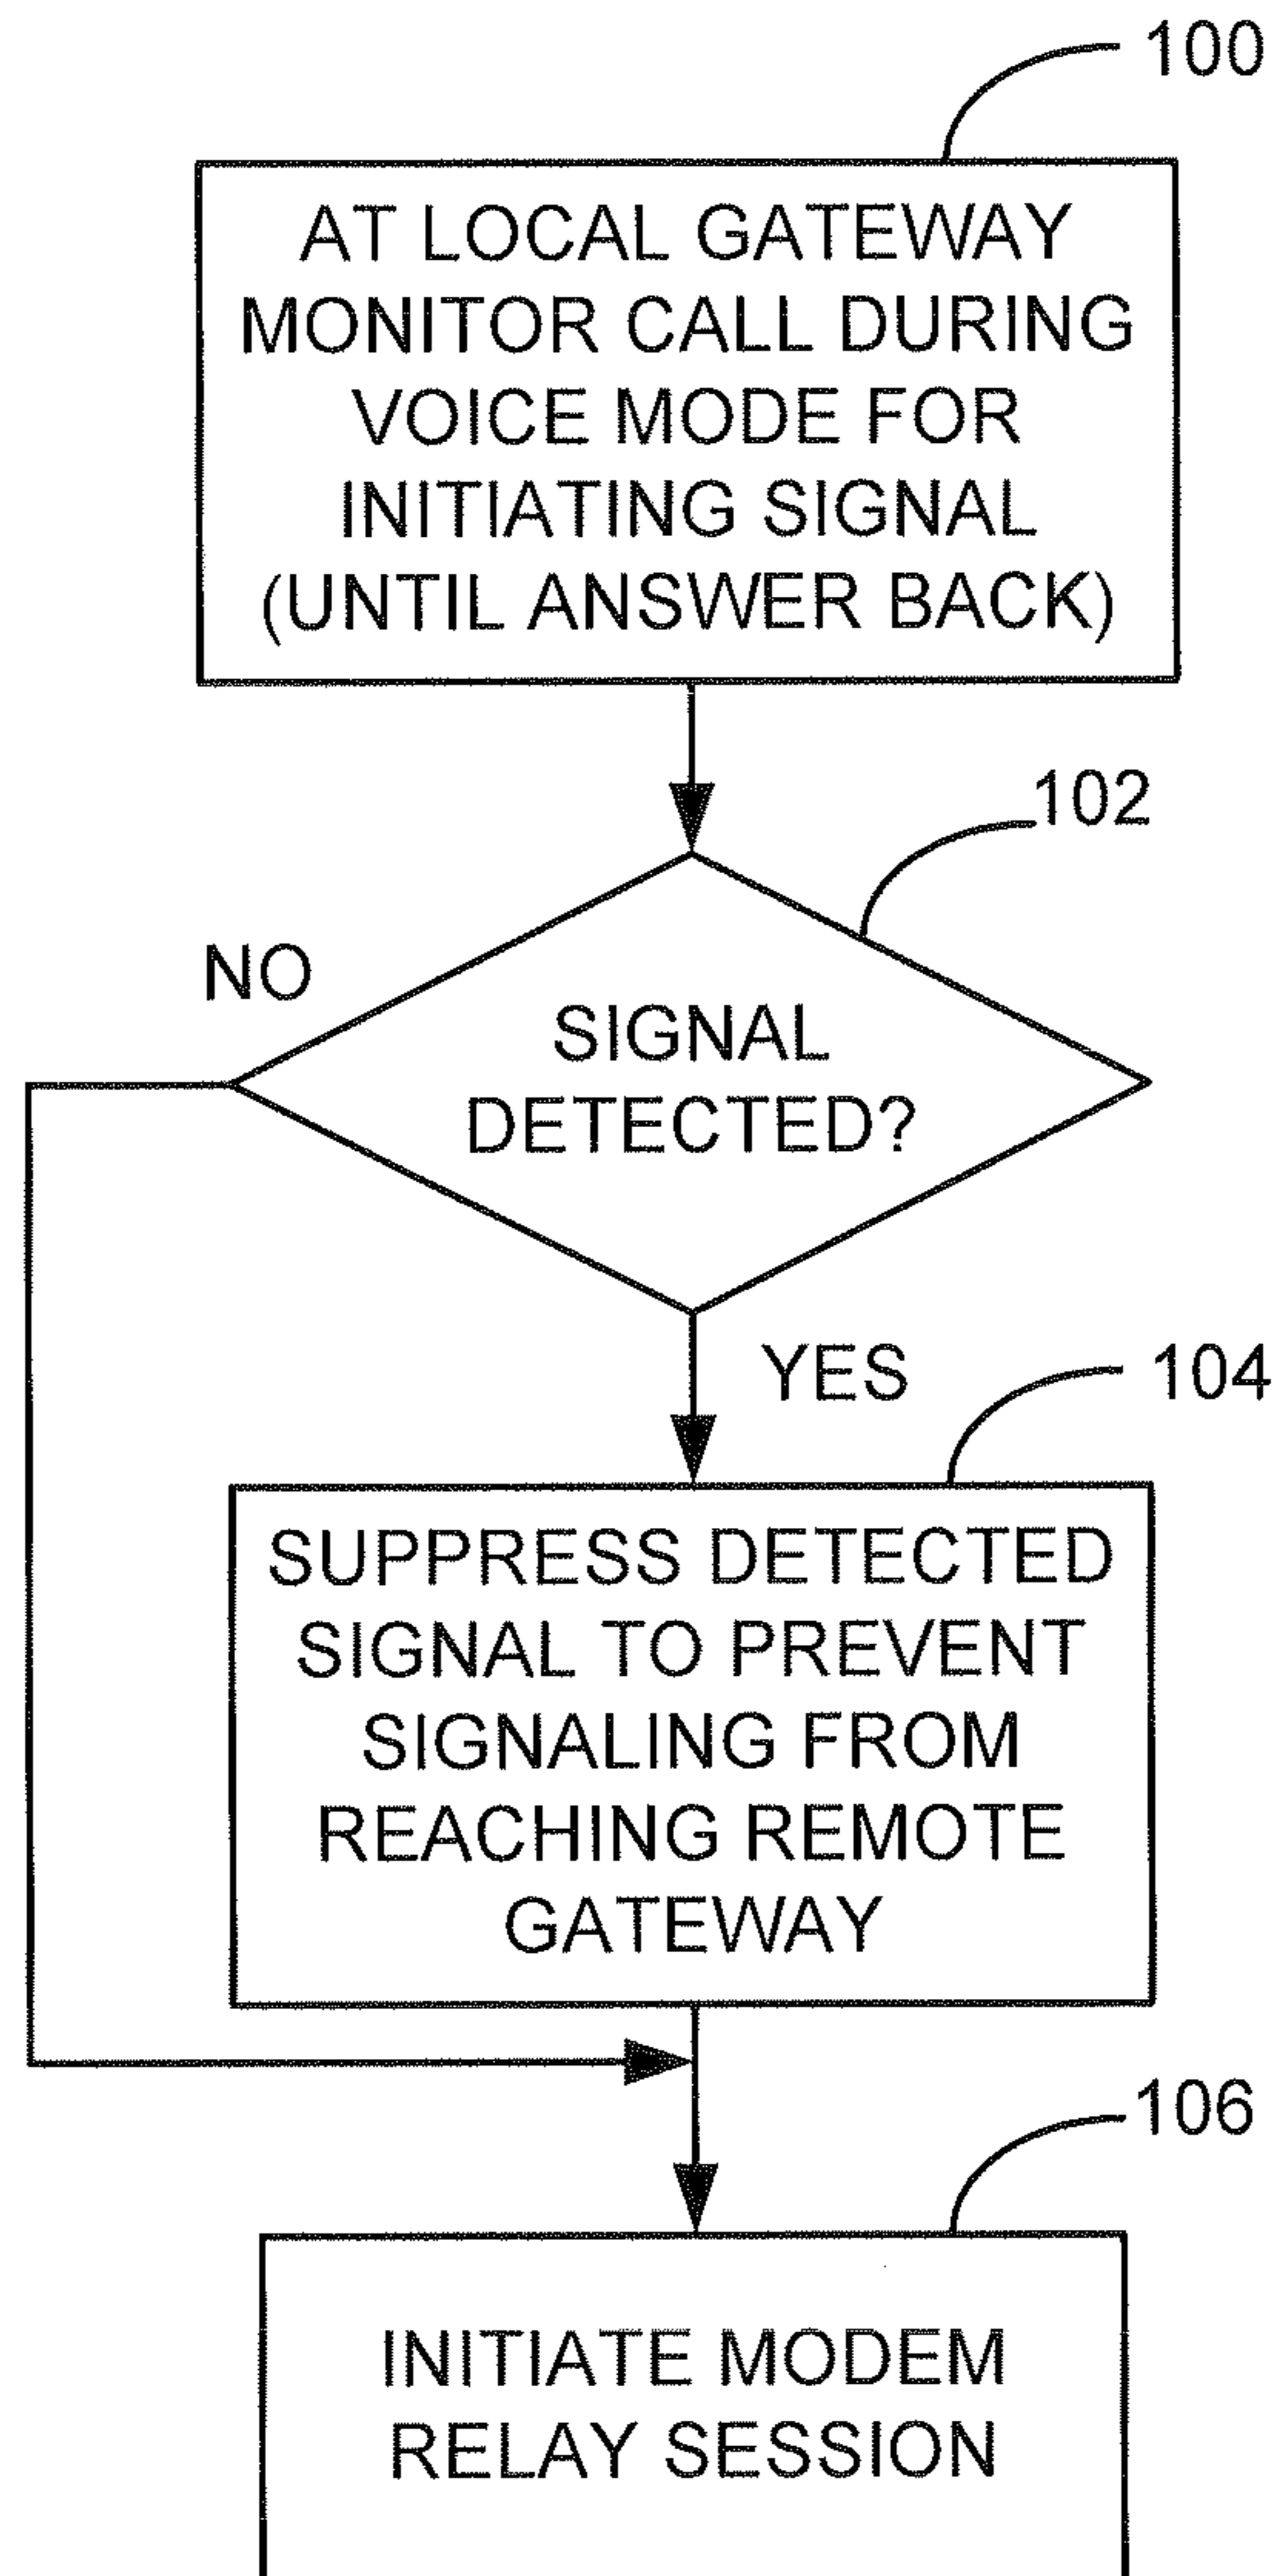 100
AT LOCAL GATEWAY
MONITOR CALL DURING
VOICE MODE FOR
INITIATING SIGNAL
(UNTIL ANSWER BACK)
102
NO
SIGNAL
DETECTED?
YES
104
SUPPRESS DETECTED
SIGNAL TO PREVENT
SIGNALING FROM
REACHING REMOTE
GATEWAY
106
INITIATE MODEM
RELAY SESSION